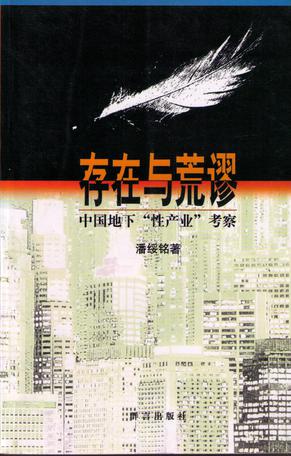 存在与荒谬
中国地下“性产业”考察
潘绥铭著
群言出版社